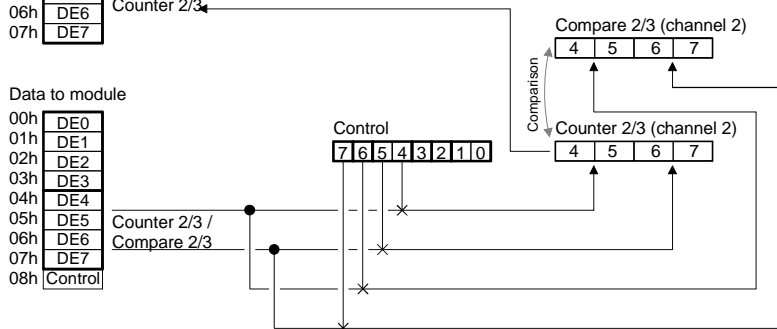 06h DE6 Counter 2/3
07h DE7
Compare 2/3 (channel 2)
4 5 6 7
Comparison
Data to module
00h DE0
01h DE1
02h DE2
03h DE3
04h DE4
05h DE5
06h DE6
07h DE7
08h Control
Counter 2/3 /
Compare 2/3
Control
7 6 5 4 3 2 1 0
Counter 2/3 (channel 2)
4 5 6 7